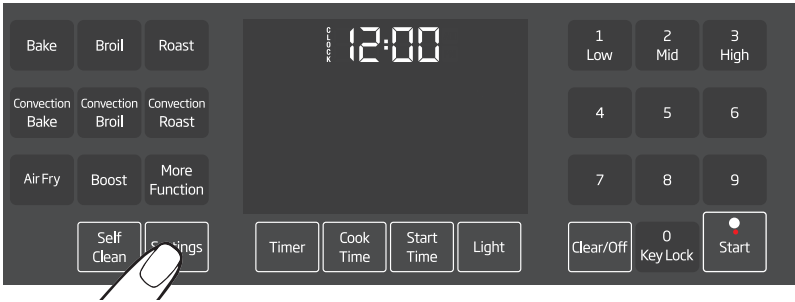 Bake
Broil
Roast
CLOCK
12:00
1
Low
2
Mid
3
High
Convection
Bake
Convection
Broil
Convection
Roast
4
5
6
Air Fry
Boost
More
Function
7
8
9
Self
Clean
Timer
Cook
Time
Start
Time
Light
Clear/Off
0
Key Lock
Start